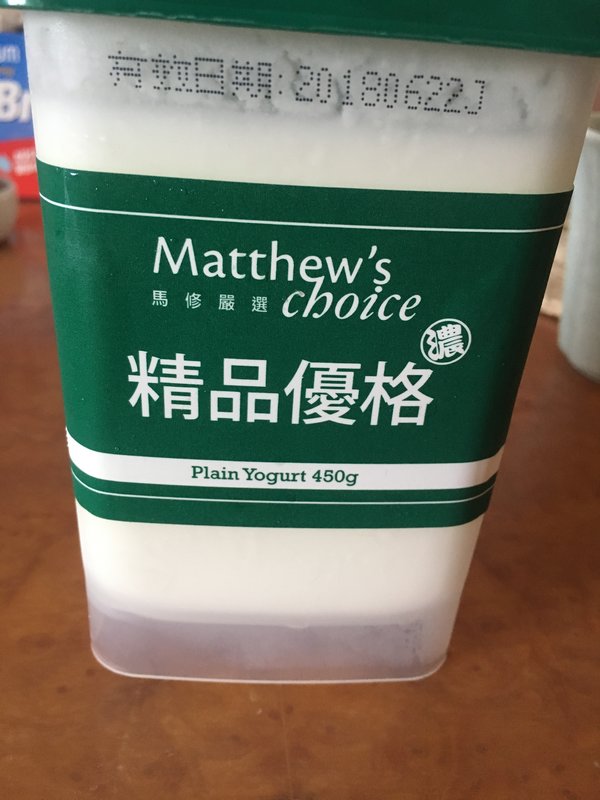 有效日期:20180622J
Matthew's
馬修嚴選 choice
濃
精品優格
Plain Yogurt 450g